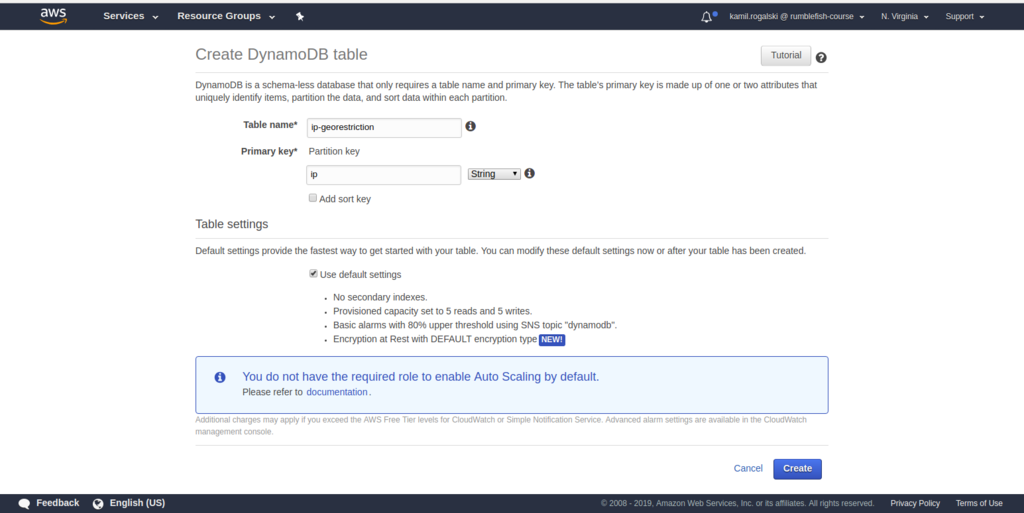 aws Services Resource Groups kamil.rogalski @ rumblefish-course N. Virginia Support
Create DynamoDB table Tutorial
DynamoDB is a schema-less database that only requires a table name and primary key. The table's primary key is made up of one or two attributes that
uniquely identify items, partition the data, and sort data within each partition.
Table name* ip-georestriction
Primary key* Partition key
ip String
Add sort key
Table settings
Default settings provide the fastest way to get started with your table. You can modify these default settings now or after your table has been created.
Use default settings
No secondary indexes.
Provisioned capacity set to 5 reads and 5 writes.
Basic alarms with 80% upper threshold using SNS topic "dynamodb".
Encryption at Rest with DEFAULT encryption type NEW!
You do not have the required role to enable Auto Scaling by default.
Please refer to documentation.
Additional charges may apply if you exceed the AWS Free Tier levels for CloudWatch or Simple Notification Service. Advanced alarm settings are available in the CloudWatch
management console.
Cancel Create
Feedback English (US) © 2008 - 2019, Amazon Web Services, Inc. or its affiliates. All rights reserved. Privacy Policy Terms of Use